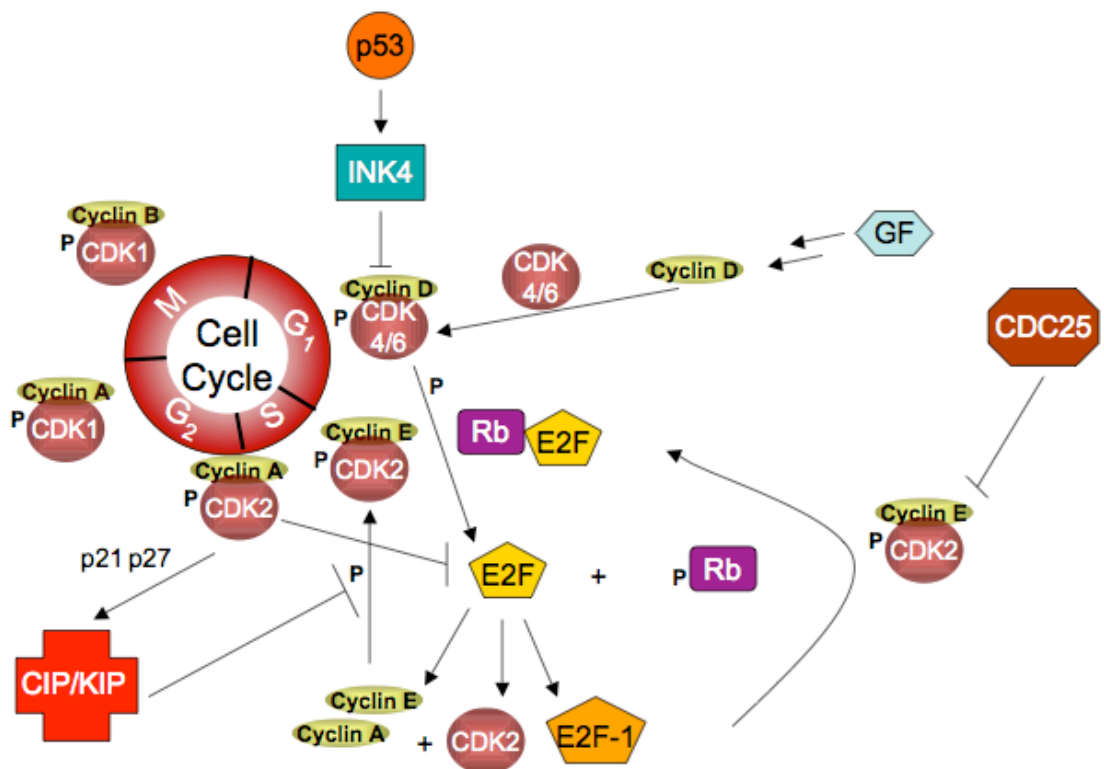 p53
INK4
Cyclin B
P
CDK1
GF
CDK
4/6
Cyclin D
Cyclin D
P
CDK
4/6
M
G1
Cell
Cycle
G2
S
CDC25
P
Cyclin A
P
CDK1
Rb
E2F
Cyclin E
P
CDK2
Cyclin A
P
CDK2
Cyclin E
P
CDK2
p21 p27
P
E2F
+
P
Rb
CIP/KIP
Cyclin E
Cyclin A
+
CDK2
E2F-1